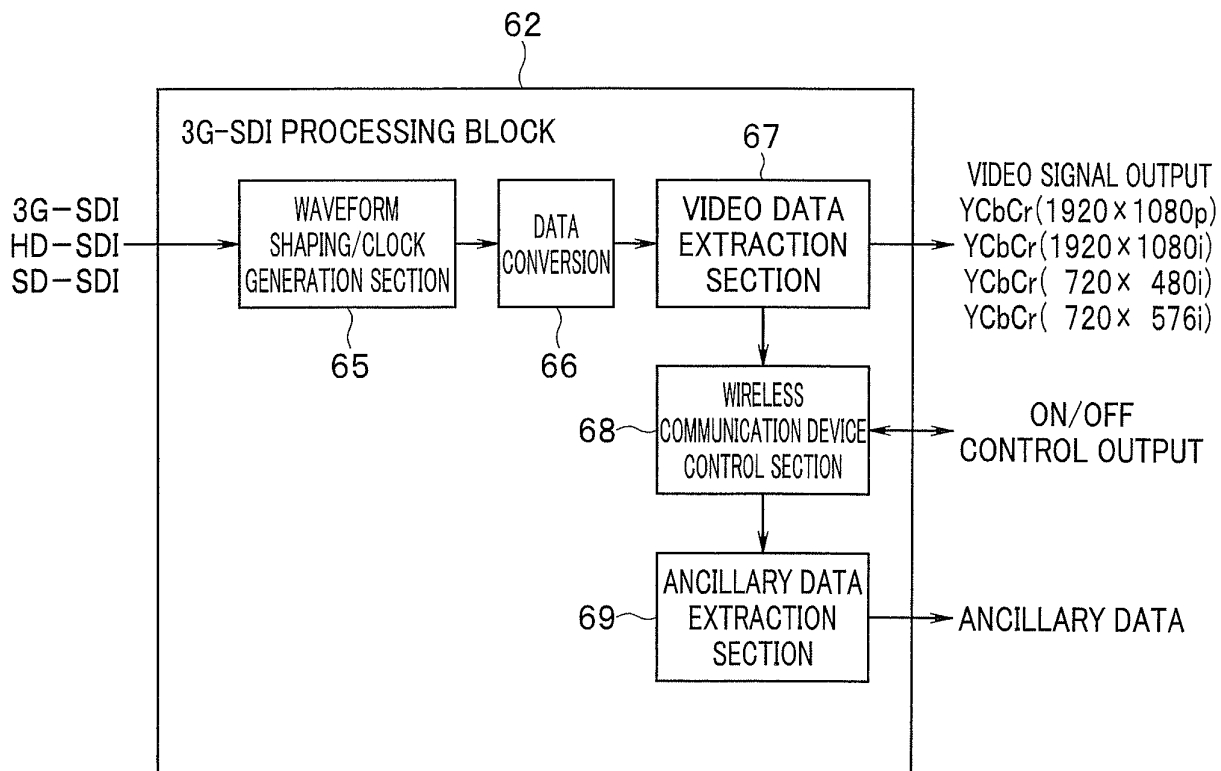 62
3G-SDI PROCESSING BLOCK
3G-SDI
HD-SDI
SD-SDI
WAVEFORM
SHAPING/CLOCK
GENERATION SECTION
65
DATA
CONVERSION
66
67
VIDEO DATA
EXTRACTION
SECTION
VIDEO SIGNAL OUTPUT
YCbCr(1920×1080p)
YCbCr(1920×1080i)
YCbCr( 720× 480i)
YCbCr( 720× 576i)
68
WIRELESS
COMMUNICATION DEVICE
CONTROL SECTION
ON/OFF
CONTROL OUTPUT
69
ANCILLARY DATA
EXTRACTION
SECTION
ANCILLARY DATA